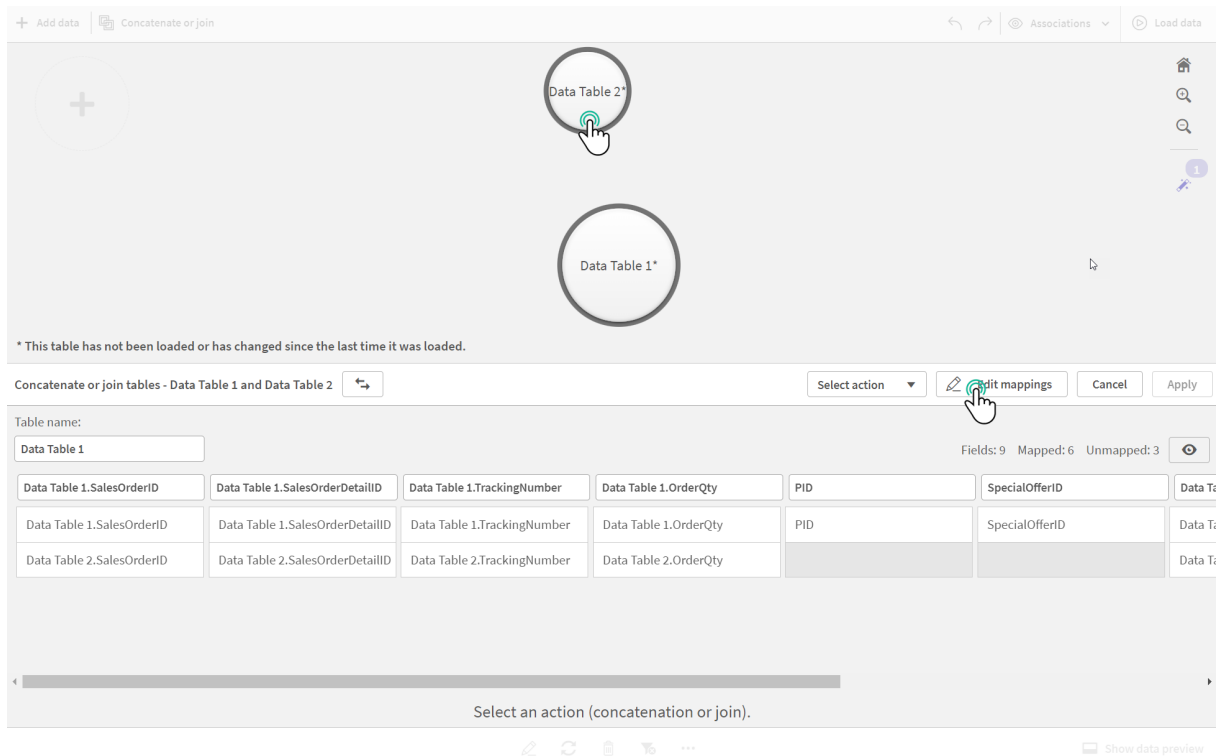 Add data Concatenate or join Associations Load data
Data Table 2*
1
Data Table 1*
* This table has not been loaded or has changed since the last time it was loaded.
Concatenate or join tables - Data Table 1 and Data Table 2 Select action Edit mappings Cancel Apply
Table name:
Data Table 1 Fields: 9 Mapped: 6 Unmapped: 3
Data Table 1.SalesOrderID Data Table 1.SalesOrderDetailID Data Table 1.TrackingNumber Data Table 1.OrderQty PID SpecialOfferID Data Ta
Data Table 1.SalesOrderID Data Table 1.SalesOrderDetailID Data Table 1.TrackingNumber Data Table 1.OrderQty PID SpecialOfferID Data Ta
Data Table 2.SalesOrderID Data Table 2.SalesOrderDetailID Data Table 2.TrackingNumber Data Table 2.OrderQty Data Ta
Select an action (concatenation or join).
Show data preview